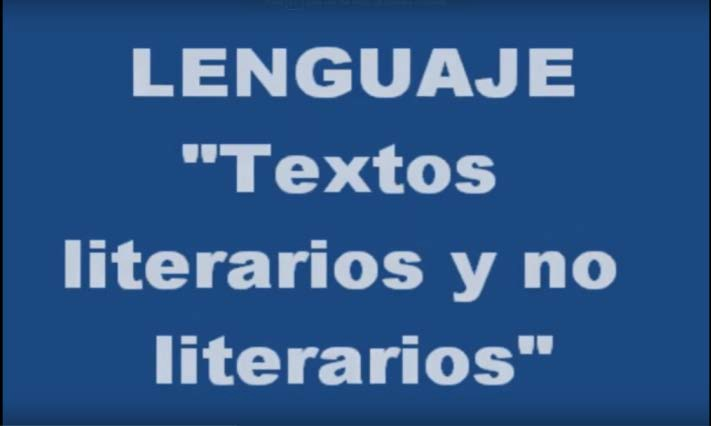 LENGUAJE
"Textos
literarios y no
literarios"